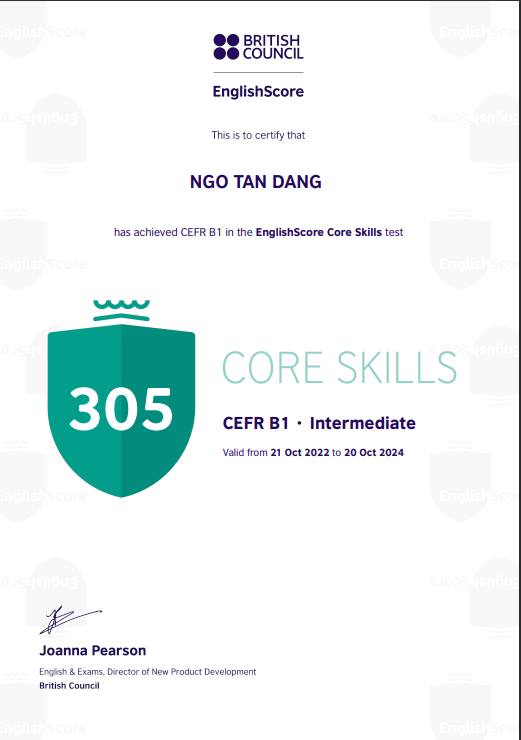 BRITISH
COUNCIL
EnglishScore
This is to certify that
NGO TAN DANG
has achieved CEFR B1 in the EnglishScore Core Skills test
305
CORE SKILLS
CEFR B1 · Intermediate
Valid from 21 Oct 2022 to 20 Oct 2024
Joanna Pearson
English & Exams, Director of New Product Development
British Council